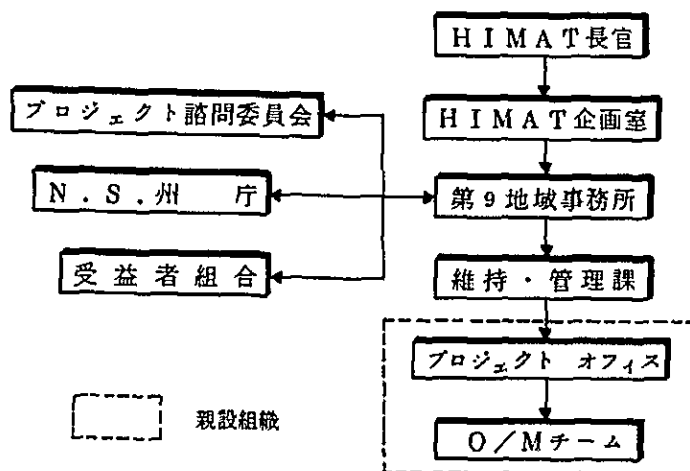 HIMAT長官
プロジェクト諮問委員会
HIMAT企画室
N.S.州 庁
第9地域事務所
受益者組合
維持・管理課
プロジェクト オフィス
親設組織
O/Mチーム